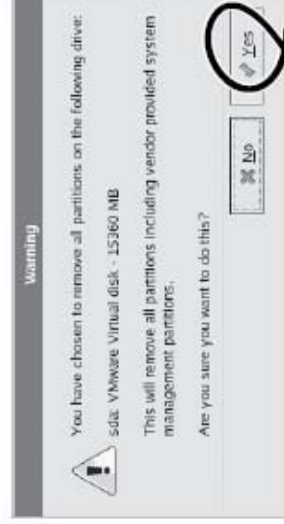 Warning
You have chosen to remove all partitions on the following drive:
sda: VMware Virtual disk - 15360 MB
This will remove all partitions including vendor provided system
management partitions.
Are you sure you want to do this?
No
Yes